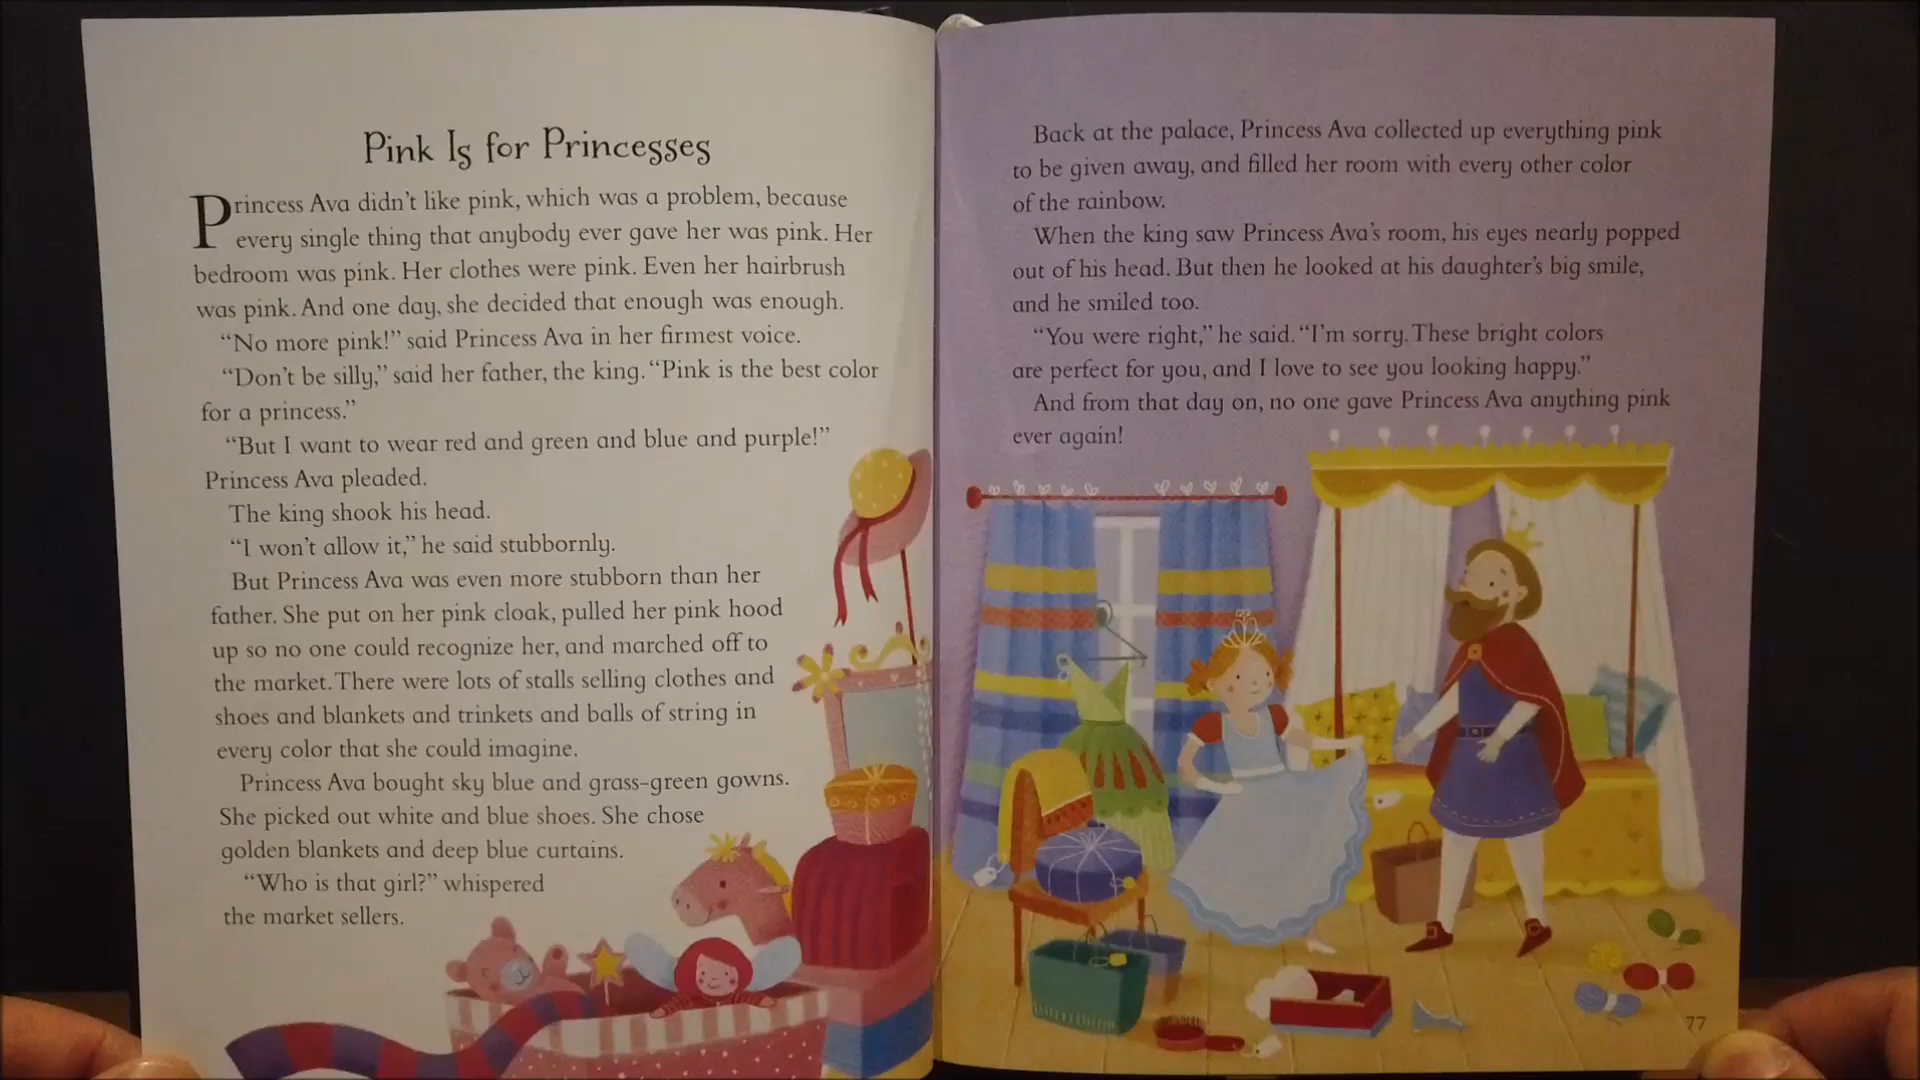 Pink Is for Princesses
Princess Ava didn't like pink, which was a problem, because
every single thing that anybody ever gave her was pink. Her
bedroom was pink. Her clothes were pink. Even her hairbrush
was pink. And one day, she decided that enough was enough.
"No more pink!" said Princess Ava in her firmest voice.
"Don't be silly," said her father, the king. "Pink is the best color
for a princess."
"But I want to wear red and green and blue and purple!"
Princess Ava pleaded.
The king shook his head.
"I won't allow it," he said stubbornly.
But Princess Ava was even more stubborn than her
father. She put on her pink cloak, pulled her pink hood
up so no one could recognize her, and marched off to
the market. There were lots of stalls selling clothes and
shoes and blankets and trinkets and balls of string in
every color that she could imagine.
Princess Ava bought sky blue and grass-green gowns.
She picked out white and blue shoes. She chose
golden blankets and deep blue curtains.
"Who is that girl?" whispered
the market sellers.
Back at the palace, Princess Ava collected up everything pink
to be given away, and filled her room with every other color
of the rainbow.
When the king saw Princess Ava's room, his eyes nearly popped
out of his head. But then he looked at his daughter's big smile,
and he smiled too.
"You were right," he said. "I'm sorry. These bright colors
are perfect for you, and I love to see you looking happy."
And from that day on, no one gave Princess Ava anything pink
ever again!
77